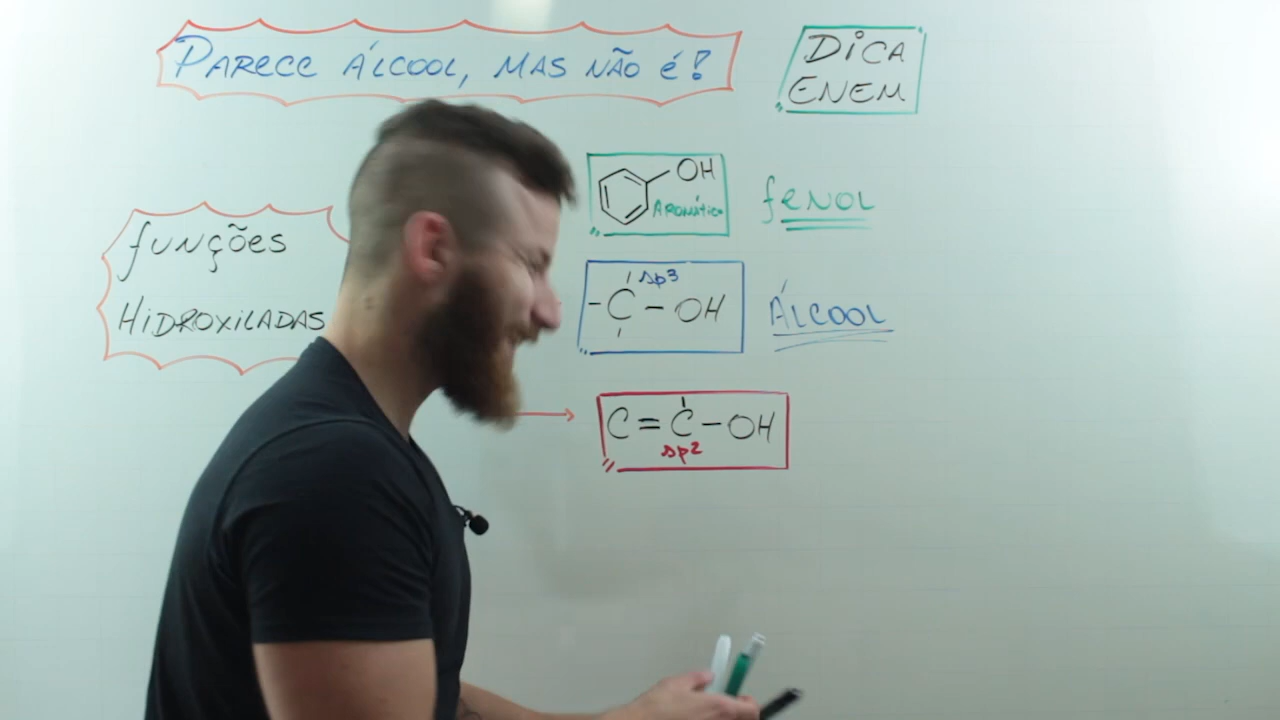 PARECE ÁLCOOL, MAS NÃO É!
DICA
ENEM
FUNÇÕES
HIDROXILADAS
OH
AROMÁTICO
FENOL
sp3
-C-OH
ÁLCOOL
C=C-OH
sp2